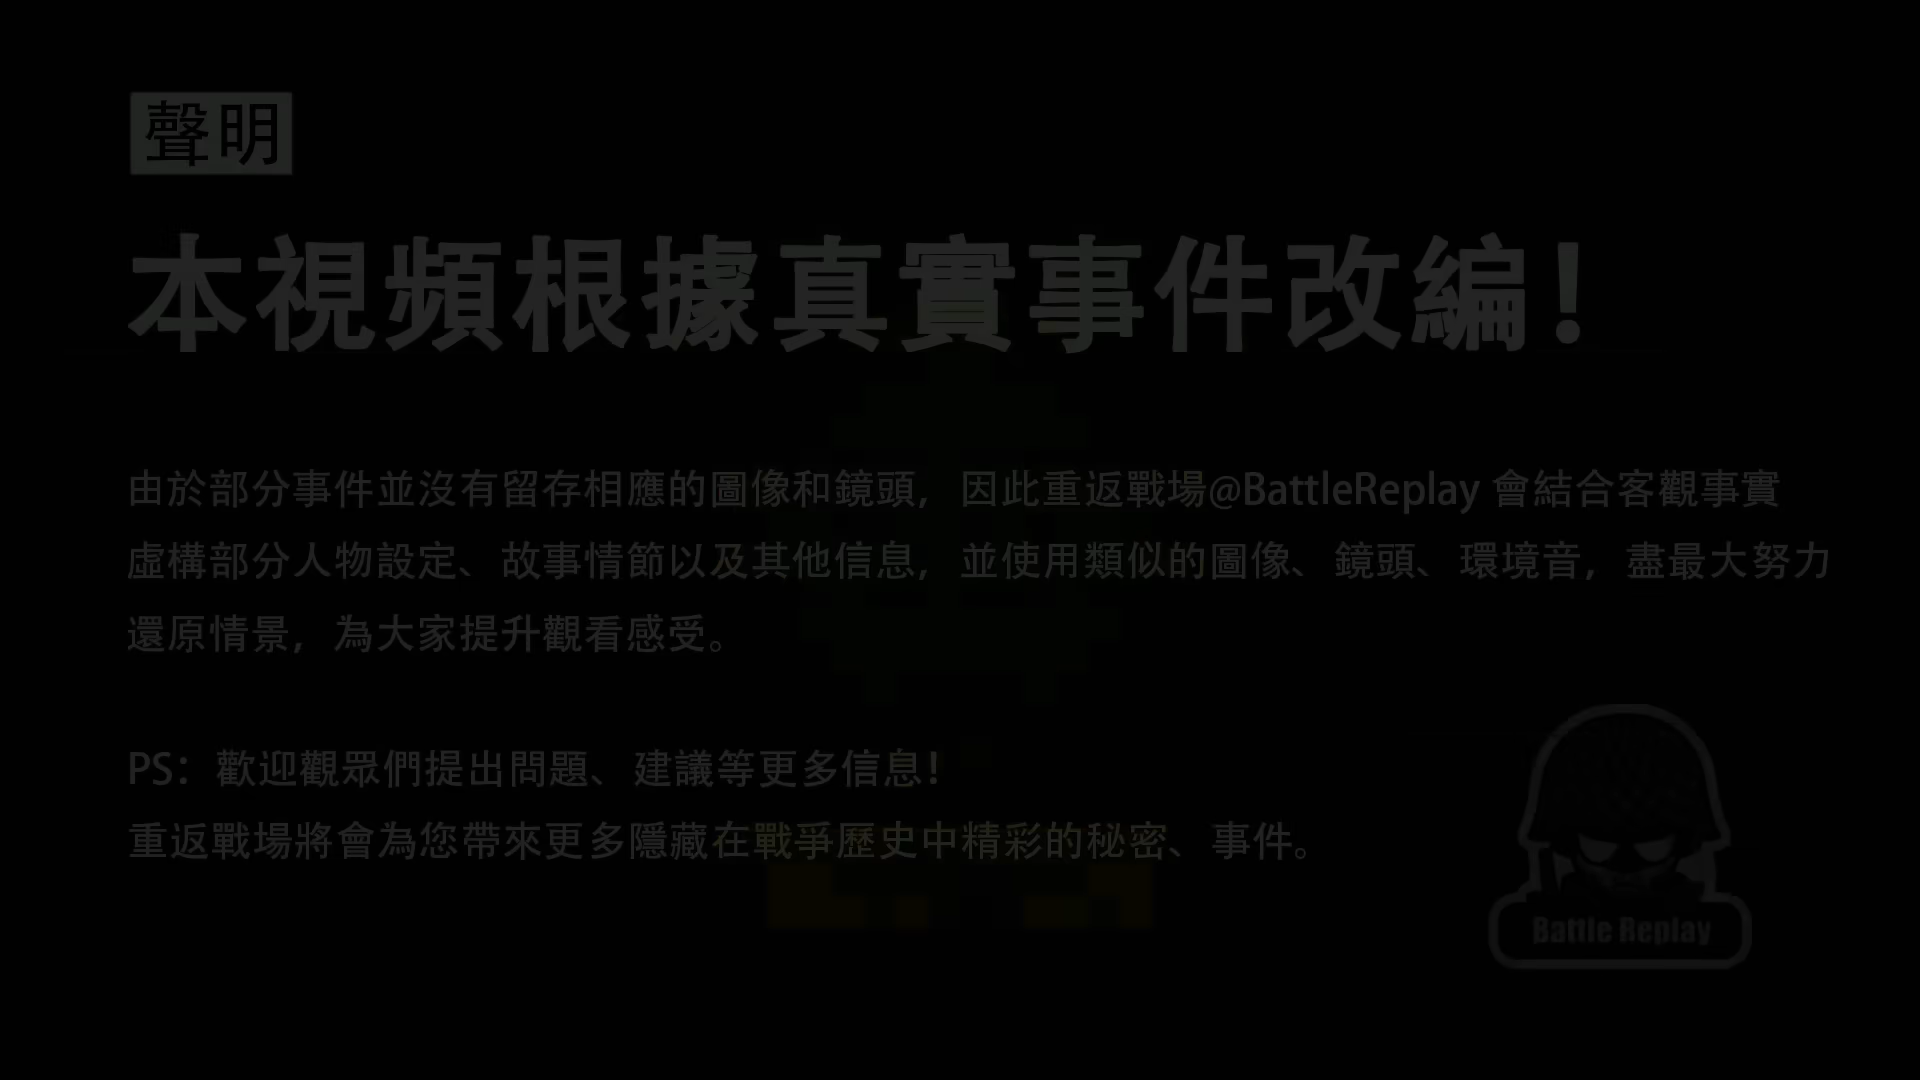 聲明
本視頻根據真實事件改編！
由於部分事件並沒有留存相應的圖像和鏡頭，因此重返戰場@BattleReplay 會結合客觀事實
虛構部分人物設定、故事情節以及其他信息，並使用類似的圖像、鏡頭、環境音，盡最大努力
還原情景，為大家提升觀看感受。
PS：歡迎觀眾們提出問題、建議等更多信息！
重返戰場將會為您帶來更多隱藏在戰爭歷史中精彩的秘密、事件。
Battle Replay